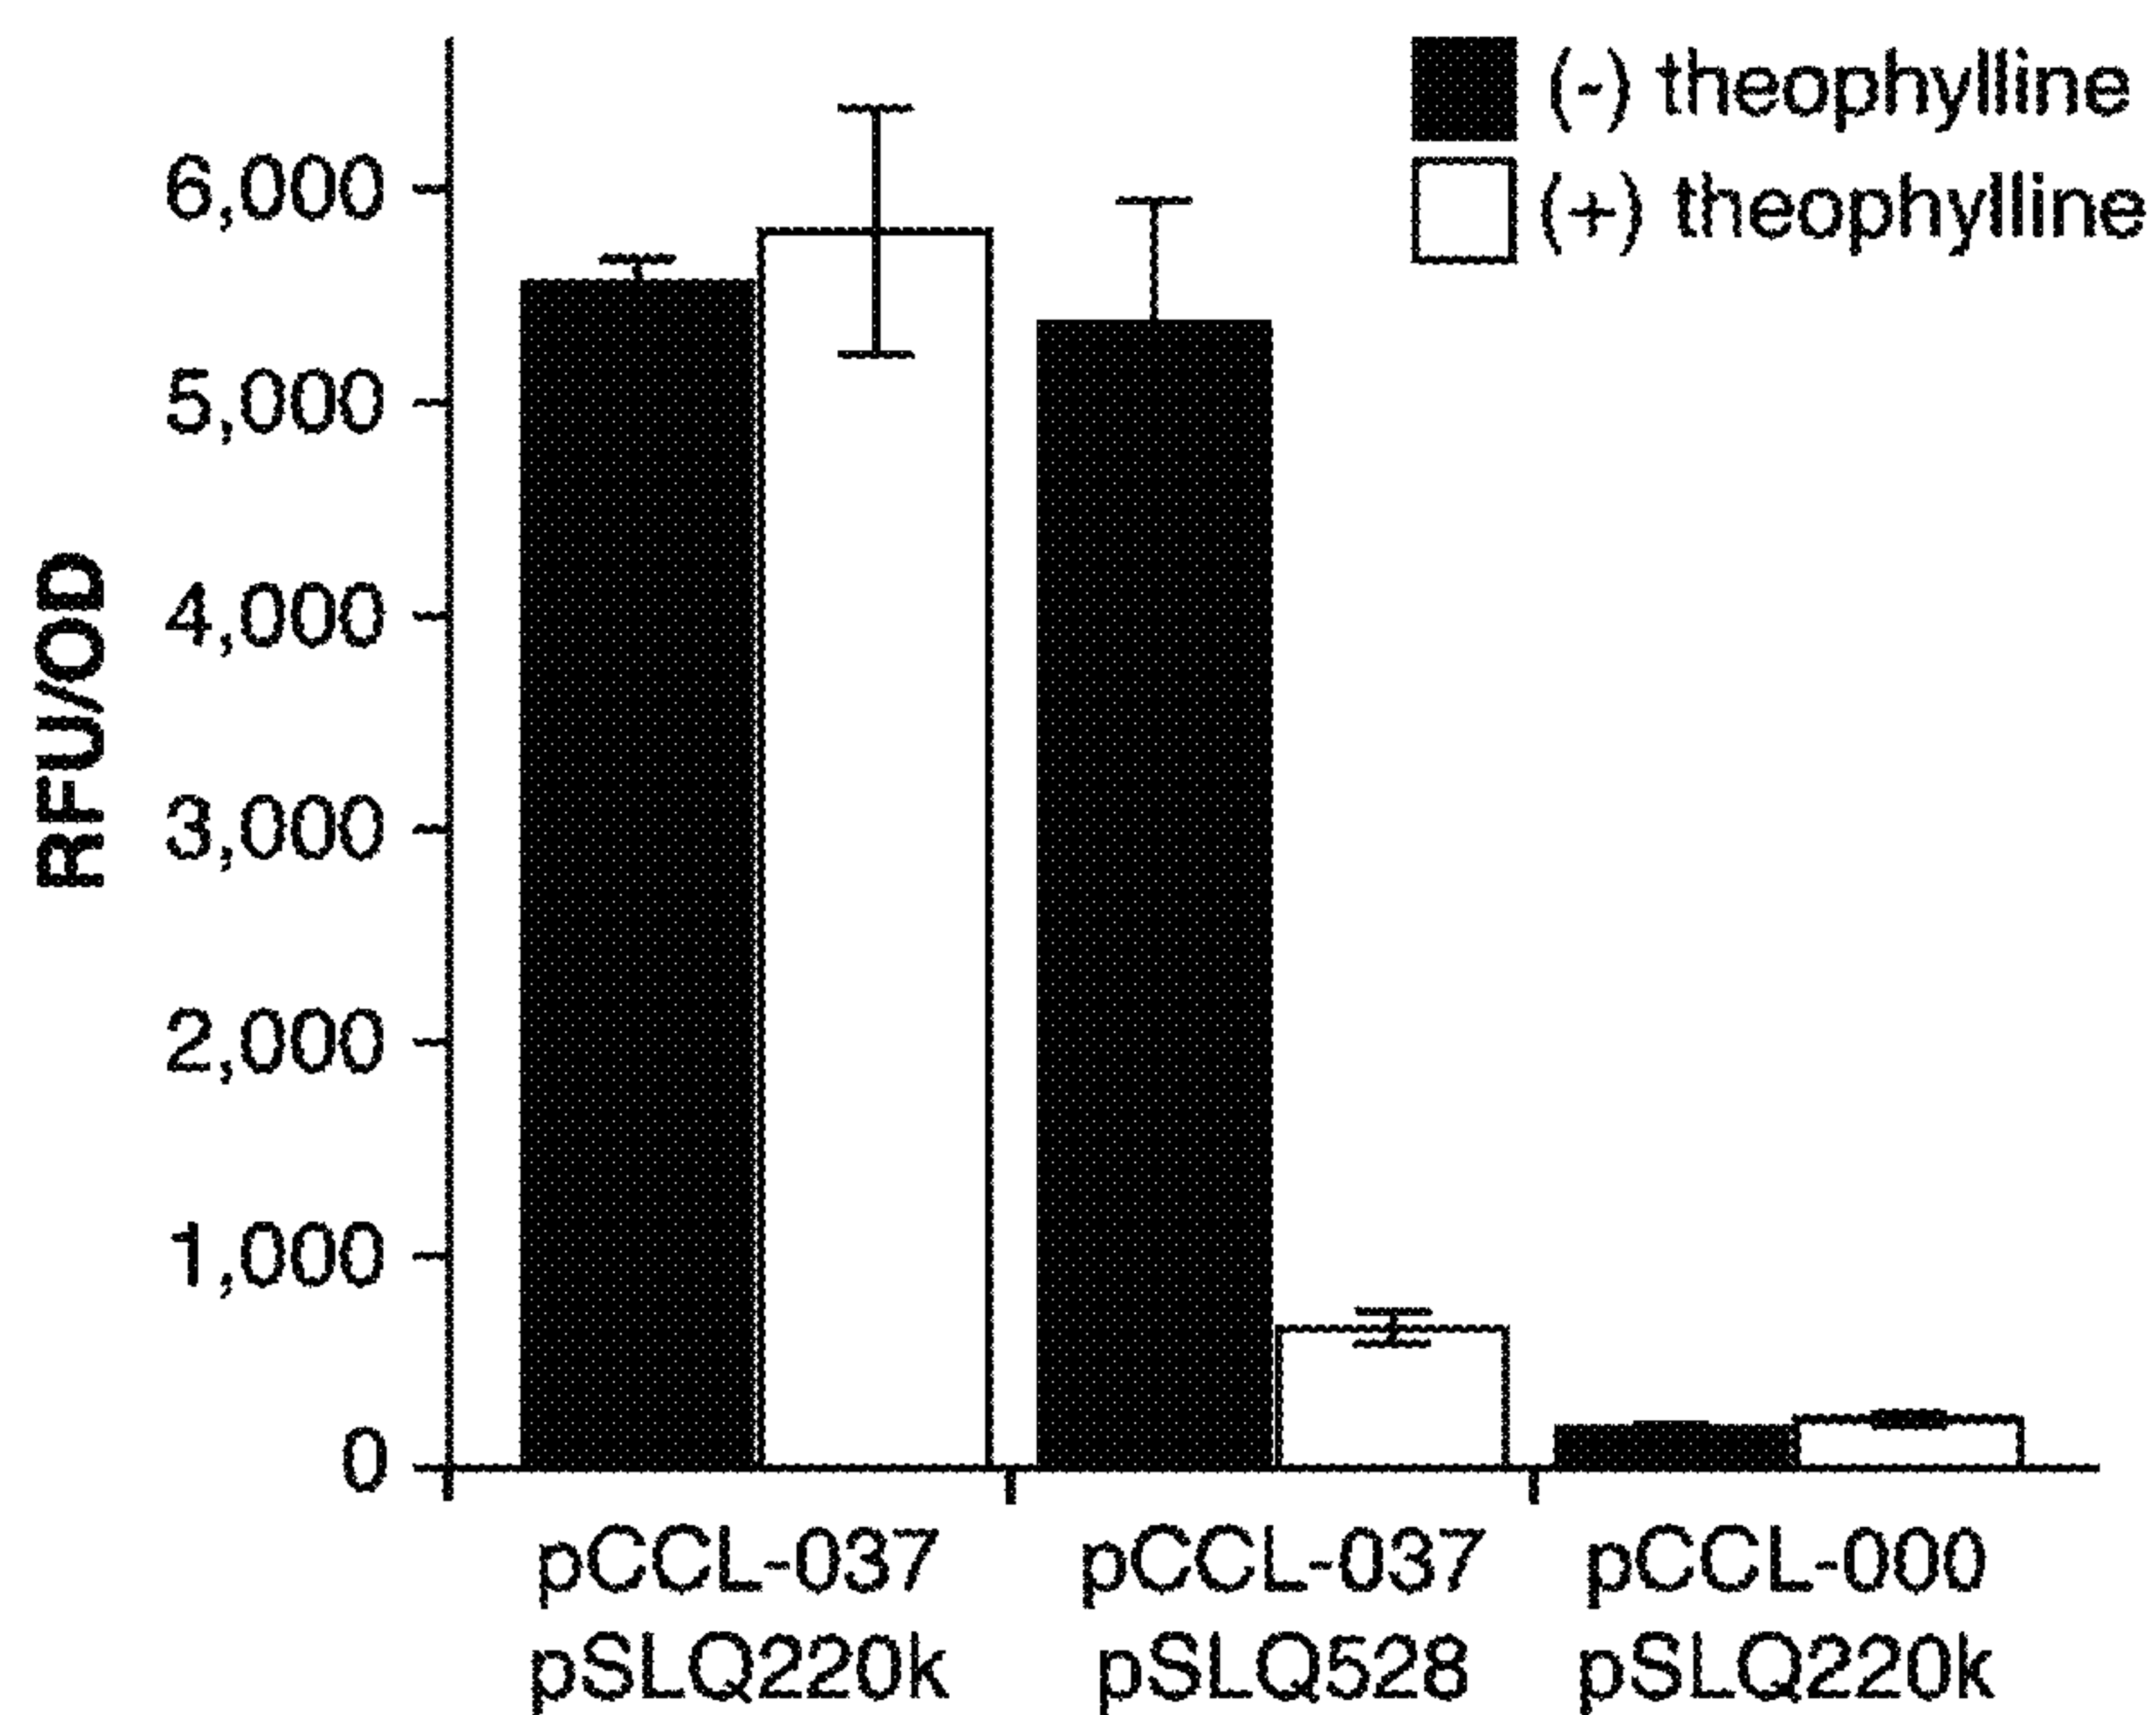 (-) theophylline
(+) theophylline
6,000
5,000
4,000
3,000
2,000
1,000
0
RFU/OD
pCCL-037 pCCL-037 pCCL-000
pSLQ220k pSLQ528 pSLQ220k